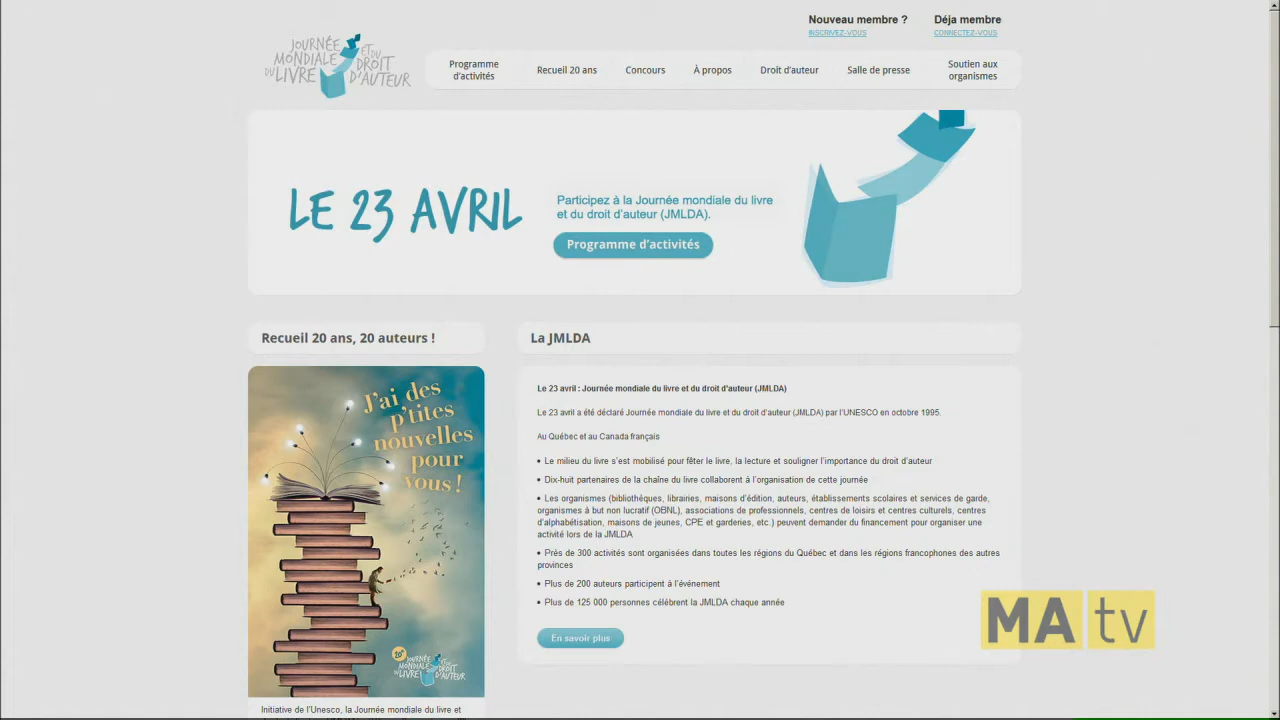 Nouveau membre ?
INSCRIVEZ-VOUS
Déja membre
CONNECTEZ-VOUS
JOURNÉE
MONDIALE
DU LIVRE
ET DU
DROIT
D'AUTEUR
Programme
d'activités
Recueil 20 ans
Concours
À propos
Droit d'auteur
Salle de presse
Soutien aux
organismes
LE 23 AVRIL
Participez à la Journée mondiale du livre
et du droit d'auteur (JMLDA).
Programme d'activités
Recueil 20 ans, 20 auteurs !
J'ai des
p'tites
nouvelles
pour
vous !
20e
JOURNÉE
MONDIALE
DU LIVRE
ET DU
DROIT
D'AUTEUR
Initiative de l'Unesco, la Journée mondiale du livre et
La JMLDA
Le 23 avril : Journée mondiale du livre et du droit d'auteur (JMLDA)
Le 23 avril a été déclaré Journée mondiale du livre et du droit d'auteur (JMLDA) par l'UNESCO en octobre 1995.
Au Québec et au Canada français
• Le milieu du livre s'est mobilisé pour fêter le livre, la lecture et souligner l'importance du droit d'auteur
• Dix-huit partenaires de la chaîne du livre collaborent à l'organisation de cette journée
• Les organismes (bibliothèques, librairies, maisons d'édition, auteurs, établissements scolaires et services de garde,
organismes à but non lucratif (OBNL), associations de professionnels, centres de loisirs et centres culturels, centres
d'alphabétisation, maisons de jeunes, CPE et garderies, etc.) peuvent demander du financement pour organiser une
activité lors de la JMLDA
• Près de 300 activités sont organisées dans toutes les régions du Québec et dans les régions francophones des autres
provinces
• Plus de 200 auteurs participent à l'événement
• Plus de 125 000 personnes célèbrent la JMLDA chaque année
En savoir plus
MAtv